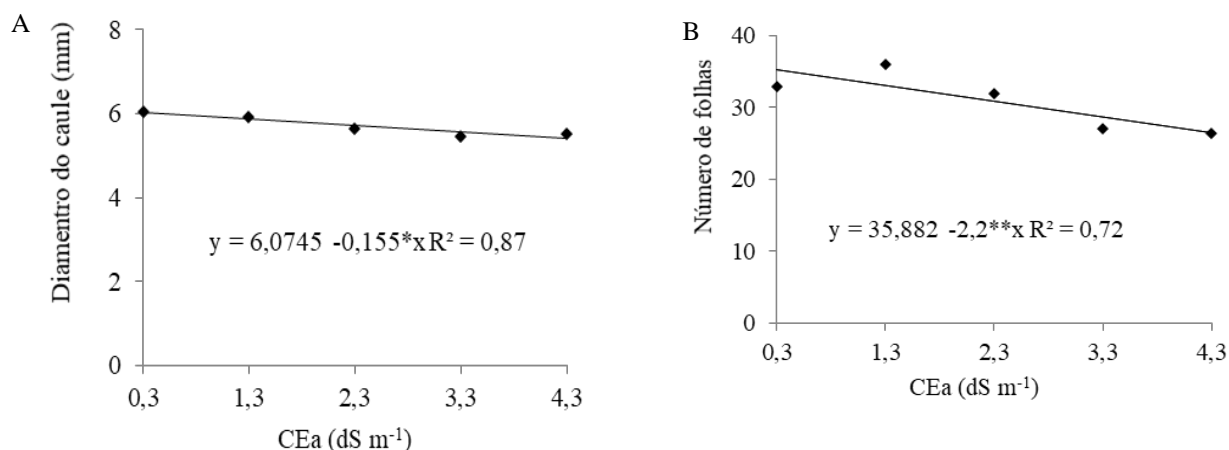 A
Diamentro do caule (mm)
8
6
4
2
0
y = 6,0745 -0,155*x R² = 0,87
0,3 1,3 2,3 3,3 4,3
CEa (dS m⁻¹)
B
Número de folhas
40
30
20
10
0
y = 35,882 -2,2**x R² = 0,72
0,3 1,3 2,3 3,3 4,3
CEa (dS m⁻¹)